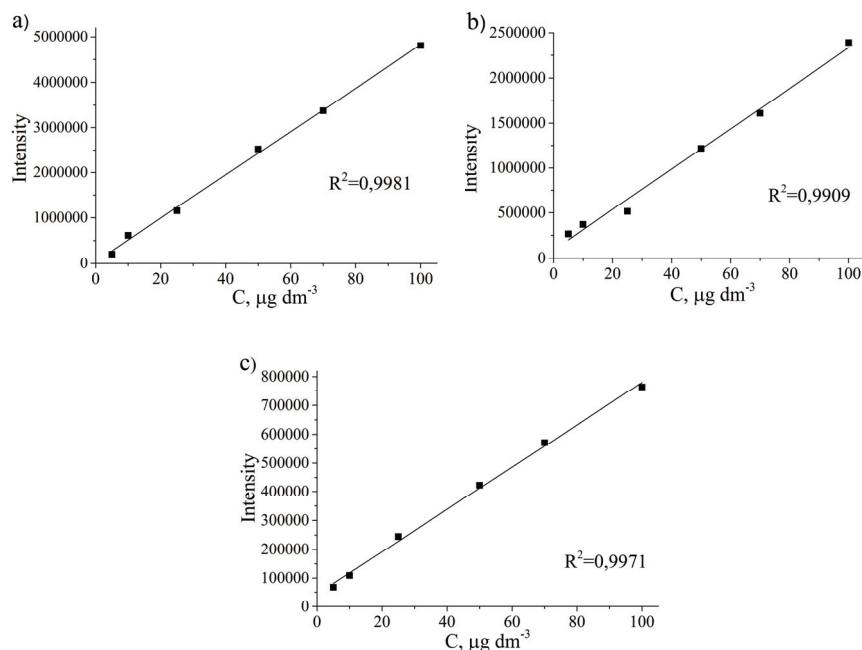 a)
5000000
4000000
3000000
2000000
1000000
0
Intensity
R²=0,9981
0 20 40 60 80 100
C, μg dm⁻³
b)
2500000
2000000
1500000
1000000
500000
0
Intensity
R²=0,9909
0 20 40 60 80 100
C, μg dm⁻³
c)
800000
700000
600000
500000
400000
300000
200000
100000
0
Intensity
R²=0,9971
0 20 40 60 80 100
C, μg dm⁻³